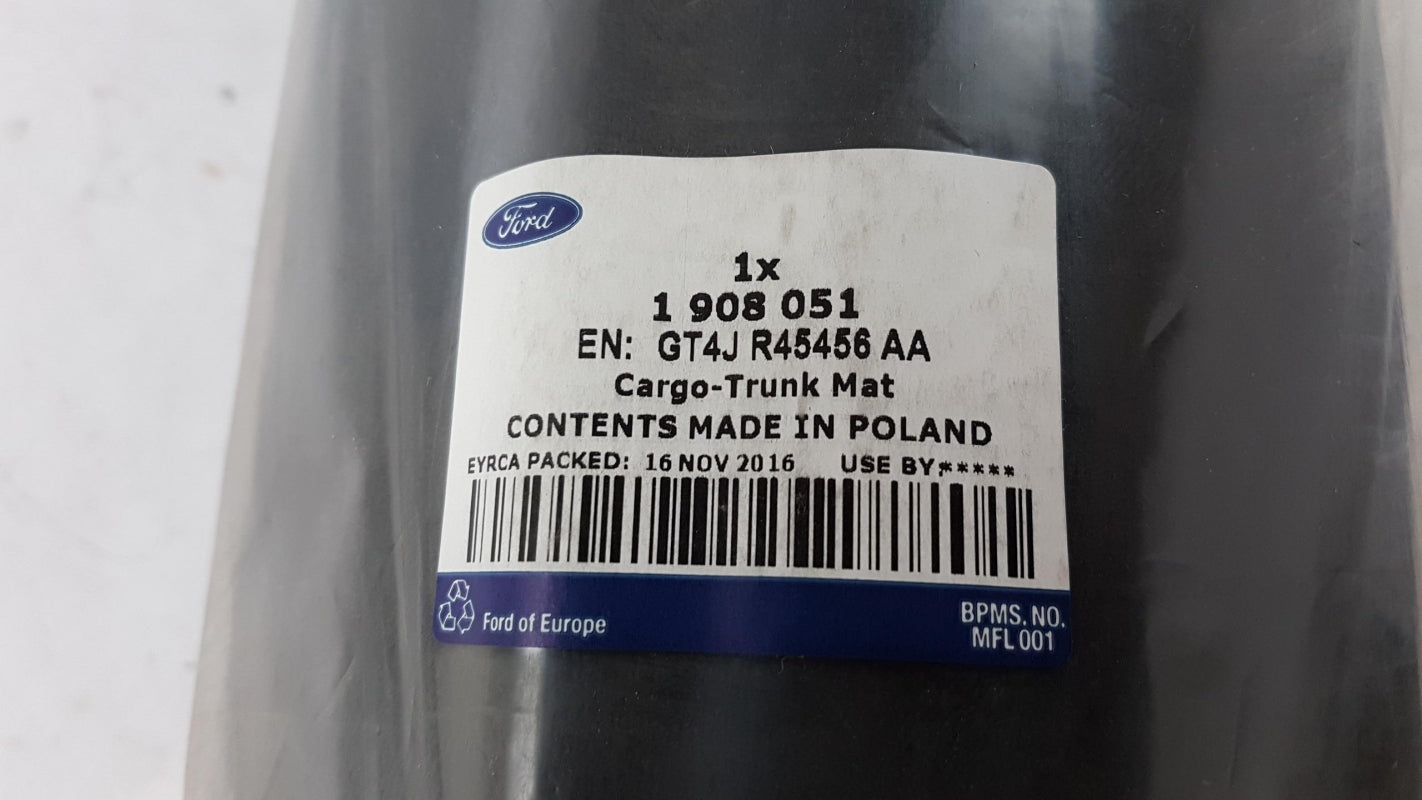 Ford
1x
1 908 051
EN: GT4J R45456 AA
Cargo-Trunk Mat
CONTENTS MADE IN POLAND
EYRCA PACKED: 16 NOV 2016 USE BY:*****
Ford of Europe
BPMS. NO.
MFL 001